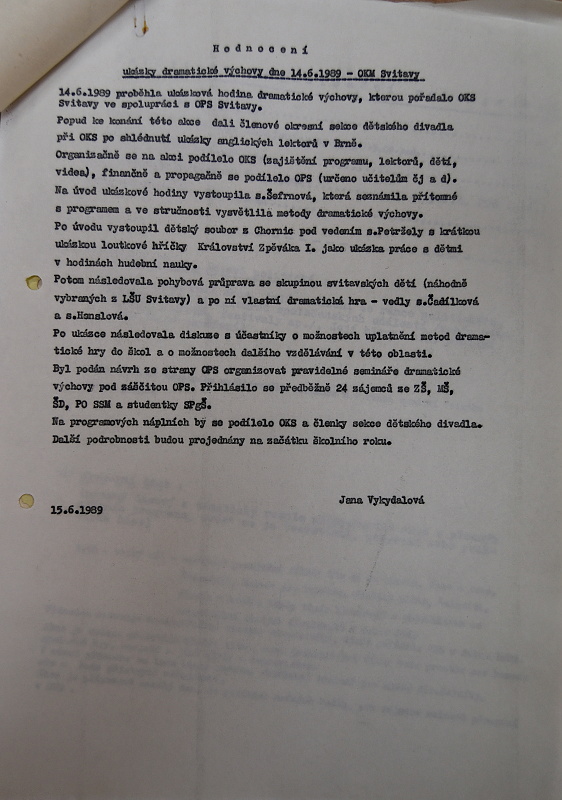 H o d n o c e n í
ukázky dramatické výchovy dne 14.6.1989 - OKM Svitavy
14.6.1989 proběhla ukázková hodina dramatické výchovy, kterou pořádalo OKS
Svitavy ve spolupráci s OPS Svitavy.
Popud ke konání této akce dali členové okresní sekce dětského divadla
při OKS po shlédnutí ukázky anglických lektorů v Brně.
Organizačně se na akci podílelo OKS (zajištění programu, lektorů, dětí,
videa), finančně a propagačně se podílelo OPS (určeno učitelům čj a d).
Na úvod ukázkové hodiny vystoupila s.Šefrnová, která seznámila přítomné
s programem a ve stručnosti vysvětlila metody dramatické výchovy.
Po úvodu vystoupil dětský soubor z Chornic pod vedením s.Petržely s krátkou
ukázkou loutkové hříčky Království Zpěváka I. jako ukázka práce s dětmi
v hodinách hudební nauky.
Potom následovala pohybová průprava se skupinou svitavských dětí (náhodně
vybraných z LŠU Svitavy) a po ní vlastní dramatická hra - vedly s.Čadílková
a s.Hanslová.
Po ukázce následovala diskuse s účastníky o možnostech uplatnění metod drama-
tické hry do škol a o možnostech dalšího vzdělávání v této oblasti.
Byl podán návrh ze strany OPS organizovat pravidelné semináře dramatické
výchovy pod záščitou OPS. Přihlásilo se předběžně 24 zájemců ze ZŠ, MŠ,
ŠD, PO SSM a studentky SPgŠ.
Na programových náplních by se podílelo OKS a členky sekce dětského divadla.
Další podrobnosti budou projednány na začátku školního roku.
Jana Vykydalová
15.6.1989